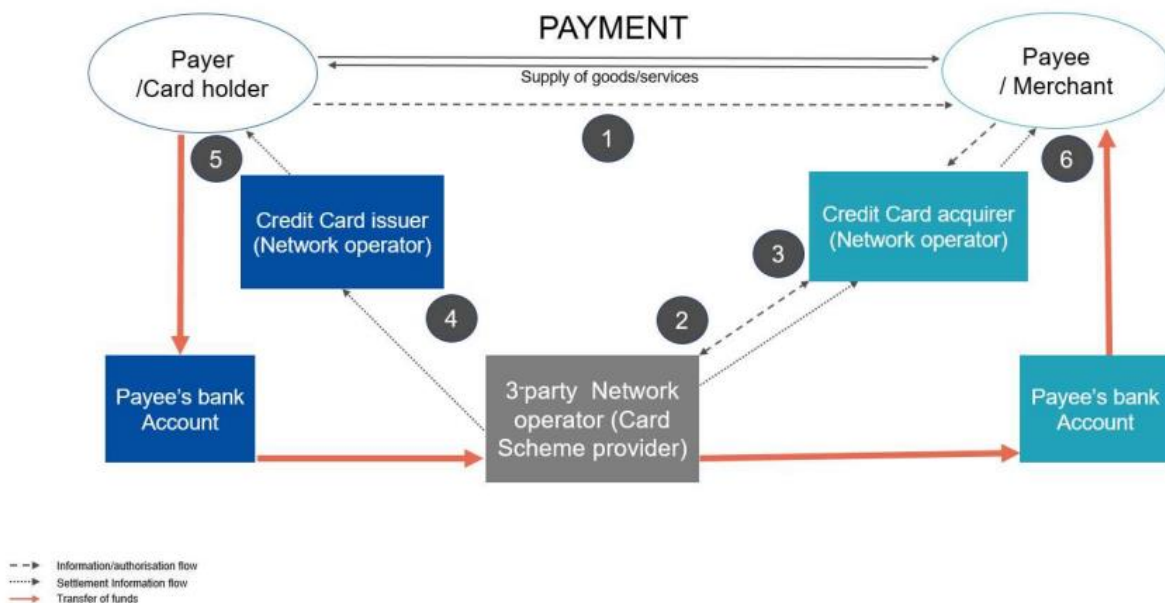 PAYMENT
Payer
/Card holder
Supply of goods/services
Payee
/ Merchant
1
5
6
Credit Card issuer
(Network operator)
Credit Card acquirer
(Network operator)
3
4
2
Payee's bank
Account
3-party Network
operator (Card
Scheme provider)
Payee's bank
Account
Information/authorisation flow
Settlement Information flow
Transfer of funds